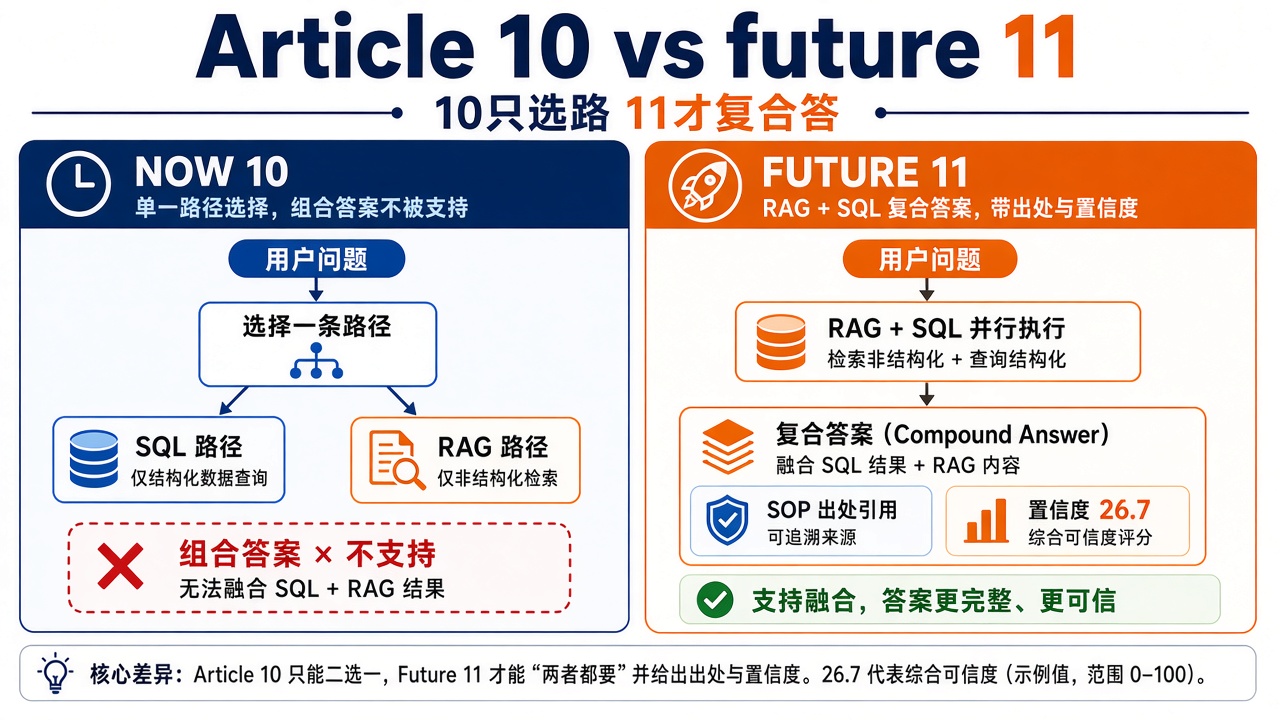 Article 10 vs future 11
10只选路 11才复合答
NOW 10
单一路径选择，组合答案不被支持
用户问题
选择一条路径
SQL 路径
仅结构化数据查询
RAG 路径
仅非结构化检索
组合答案 × 不支持
无法融合 SQL + RAG 结果
FUTURE 11
RAG + SQL 复合答案，带出处与置信度
用户问题
RAG + SQL 并行执行
检索非结构化 + 查询结构化
复合答案（Compound Answer）
融合 SQL 结果 + RAG 内容
SOP 出处引用
可追溯来源
置信度 26.7
综合可信度评分
支持融合，答案更完整、更可信
核心差异：Article 10 只能二选一，Future 11 才能 “两者都要” 并给出出处与置信度。26.7 代表综合可信度（示例值，范围 0–100）。